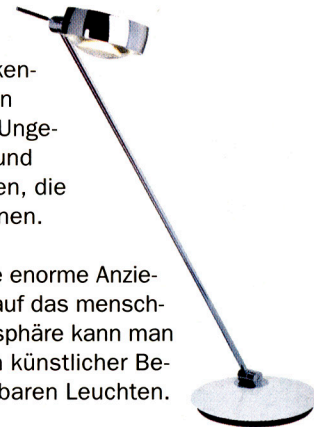 ken-
n
Unge-
und
en, die
nen.
e enorme Anzie-
auf das mensch-
sphäre kann man
n künstlicher Be-
baren Leuchten.